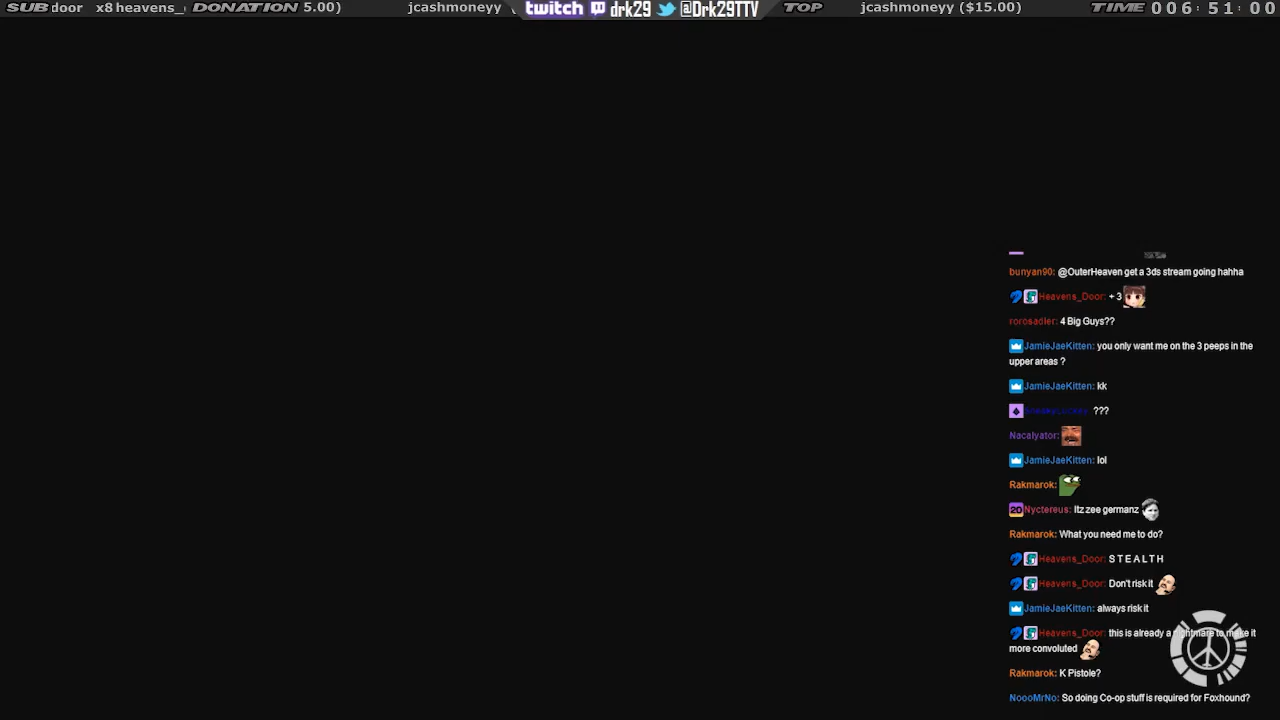 SUB door x8 heavens_ DONATION 5.00) jcashmoneyy twitch drk29 @Drk29TTV TOP jcashmoneyy ($15.00) TIME 006:51:00
bunyan90: @OuterHeaven get a 3ds stream going hahha
Heavens_Door: + 3
rorosadler: 4 Big Guys??
JamieJaeKitten: you only want me on the 3 peeps in the
upper areas ?
JamieJaeKitten: kk
???
Nacalyator:
JamieJaeKitten: lol
Rakmarok:
20 Nyctereus: Itz zee germanz
Rakmarok: What you need me to do?
Heavens_Door: S T E A L T H
Heavens_Door: Don't risk it
JamieJaeKitten: always risk it
Heavens_Door: this is already a nightmare to make it
more convoluted
Rakmarok: K Pistole?
NoooMrNo: So doing Co-op stuff is required for Foxhound?